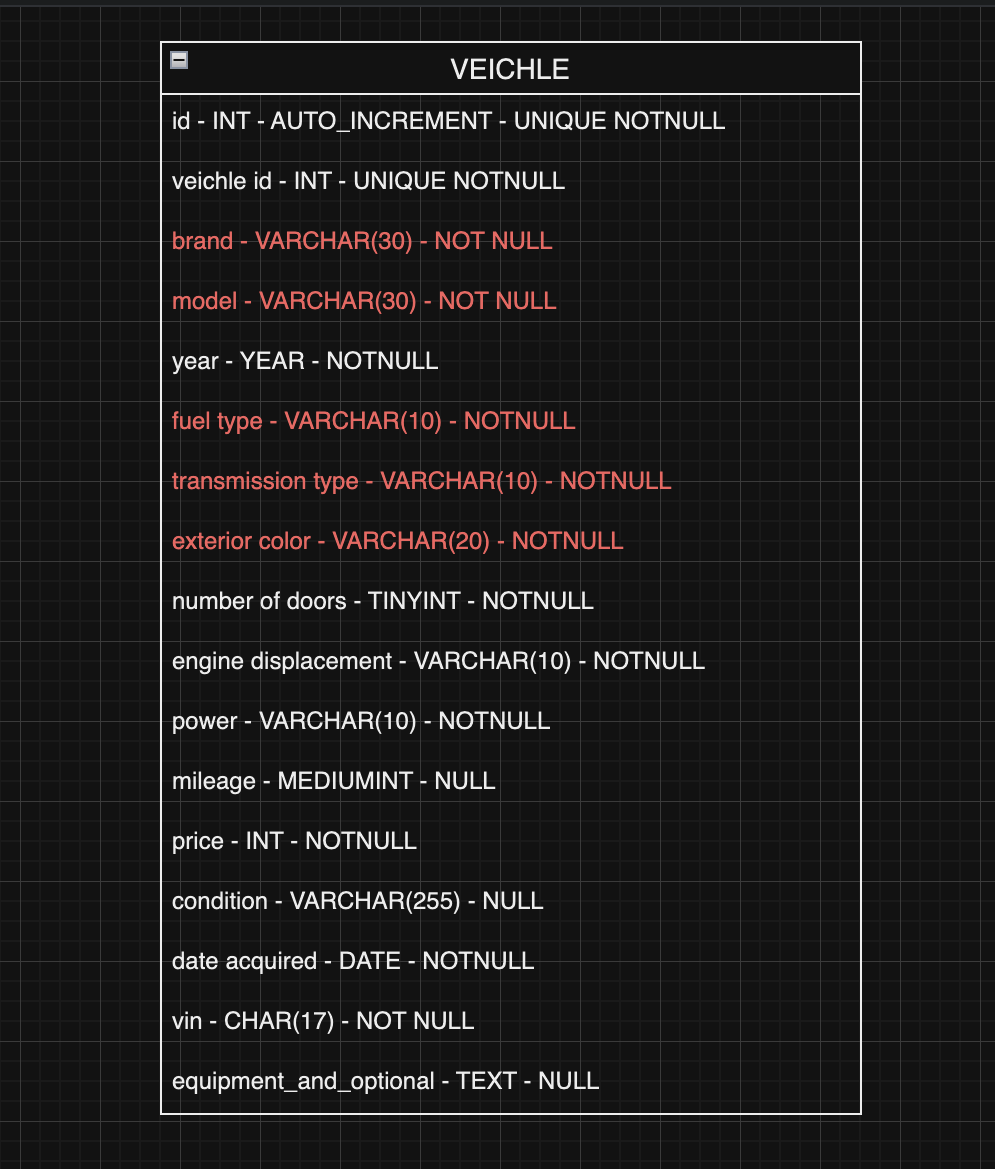 VEICHLE
id - INT - AUTO_INCREMENT - UNIQUE NOTNULL
veichle id - INT - UNIQUE NOTNULL
brand - VARCHAR(30) - NOT NULL
model - VARCHAR(30) - NOT NULL
year - YEAR - NOTNULL
fuel type - VARCHAR(10) - NOTNULL
transmission type - VARCHAR(10) - NOTNULL
exterior color - VARCHAR(20) - NOTNULL
number of doors - TINYINT - NOTNULL
engine displacement - VARCHAR(10) - NOTNULL
power - VARCHAR(10) - NOTNULL
mileage - MEDIUMINT - NULL
price - INT - NOTNULL
condition - VARCHAR(255) - NULL
date acquired - DATE - NOTNULL
vin - CHAR(17) - NOT NULL
equipment_and_optional - TEXT - NULL